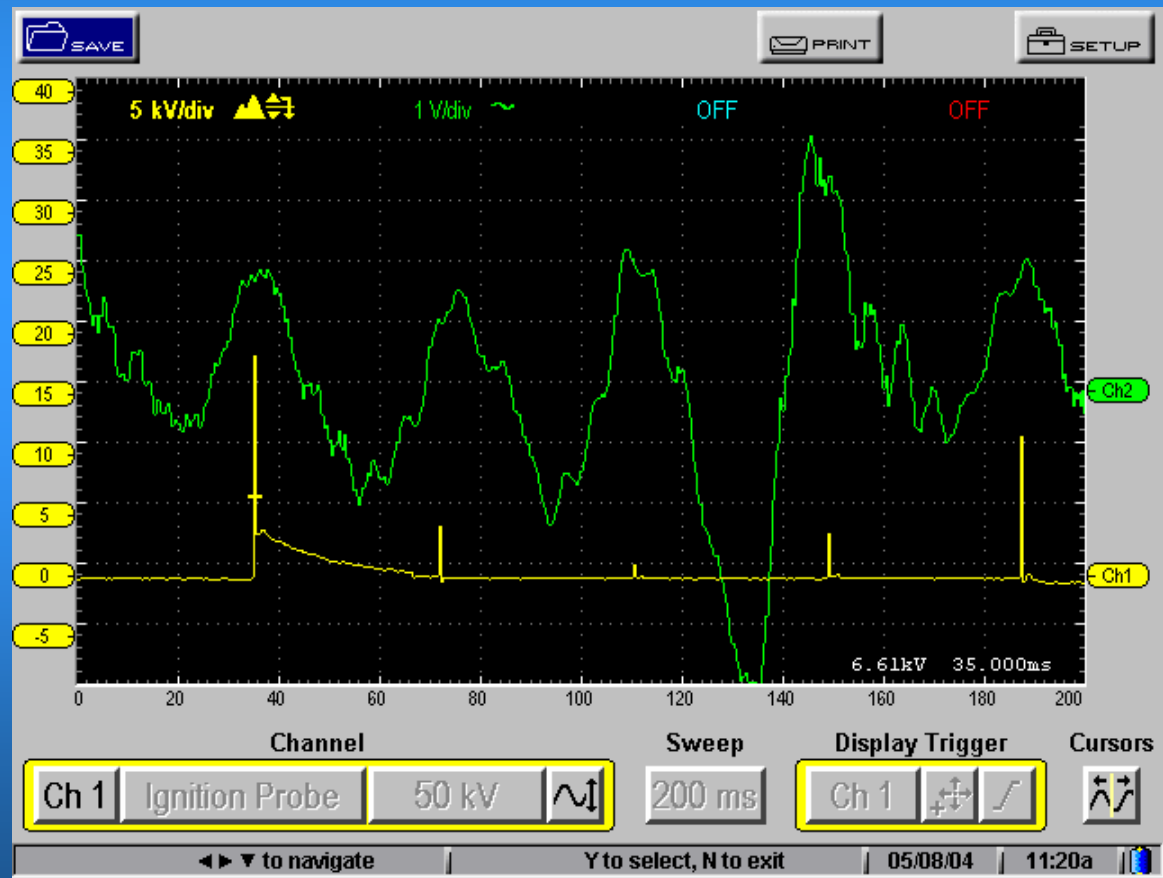 SAVE
PRINT
SETUP
40
5 kV/div
1 V/div
OFF
OFF
35
30
25
20
15
Ch2
10
5
0
Ch1
-5
6.61kV 35.000ms
0 20 40 60 80 100 120 140 160 180 200
Channel Sweep Display Trigger Cursors
Ch 1 Ignition Probe 50 kV 200 ms Ch 1
◄ ► ▼ to navigate Y to select, N to exit 05/08/04 11:20a